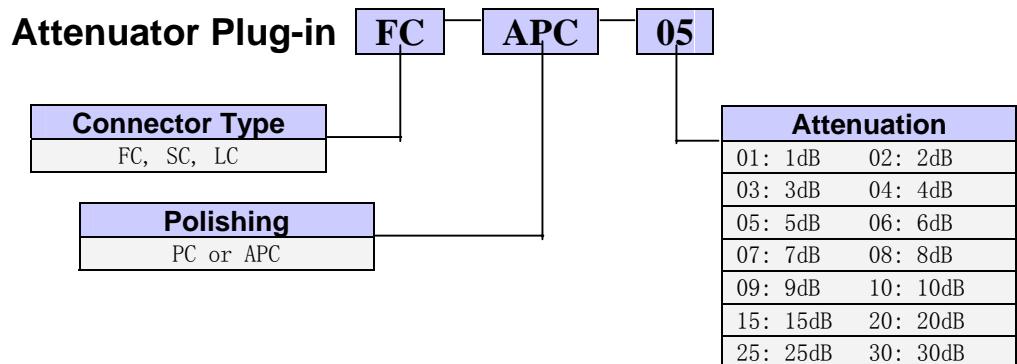 Attenuator Plug-in FC APC 05
Connector Type
FC, SC, LC
Polishing
PC or APC
Attenuation
01: 1dB 02: 2dB
03: 3dB 04: 4dB
05: 5dB 06: 6dB
07: 7dB 08: 8dB
09: 9dB 10: 10dB
15: 15dB 20: 20dB
25: 25dB 30: 30dB